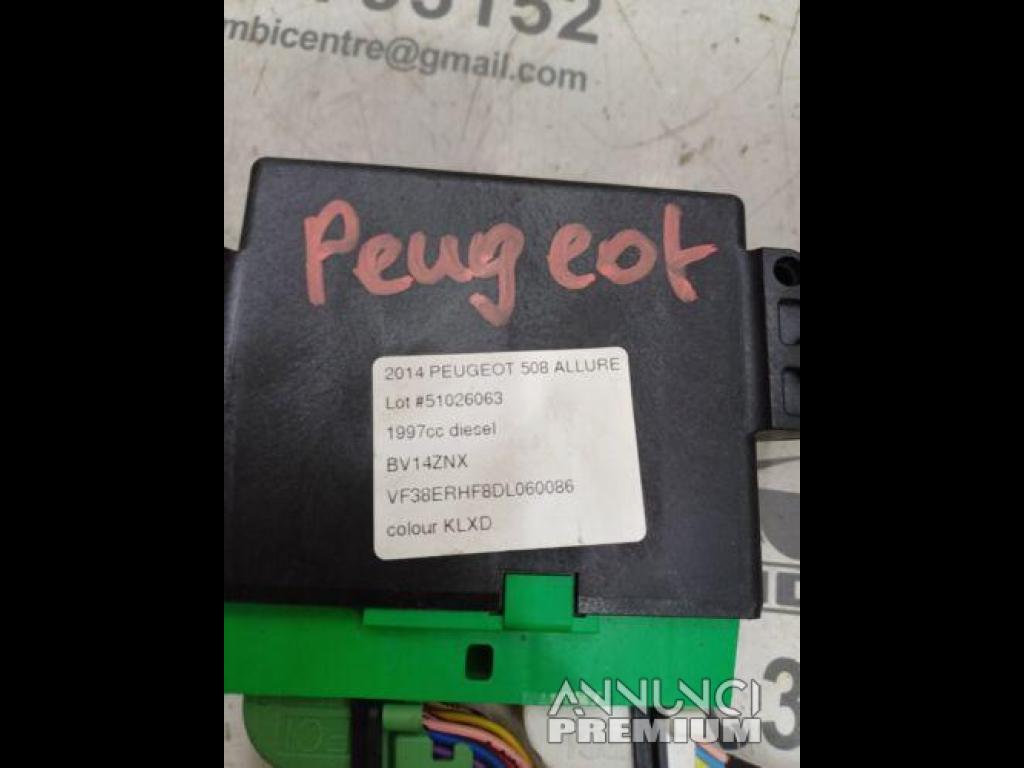 mbicentre@gmail.com
Peugeot
2014 PEUGEOT 508 ALLURE
Lot #51026063
1997cc diesel
BV14ZNX
VF38ERHF8DL060086
colour KLXD
ANNUNCI
PREMIUM